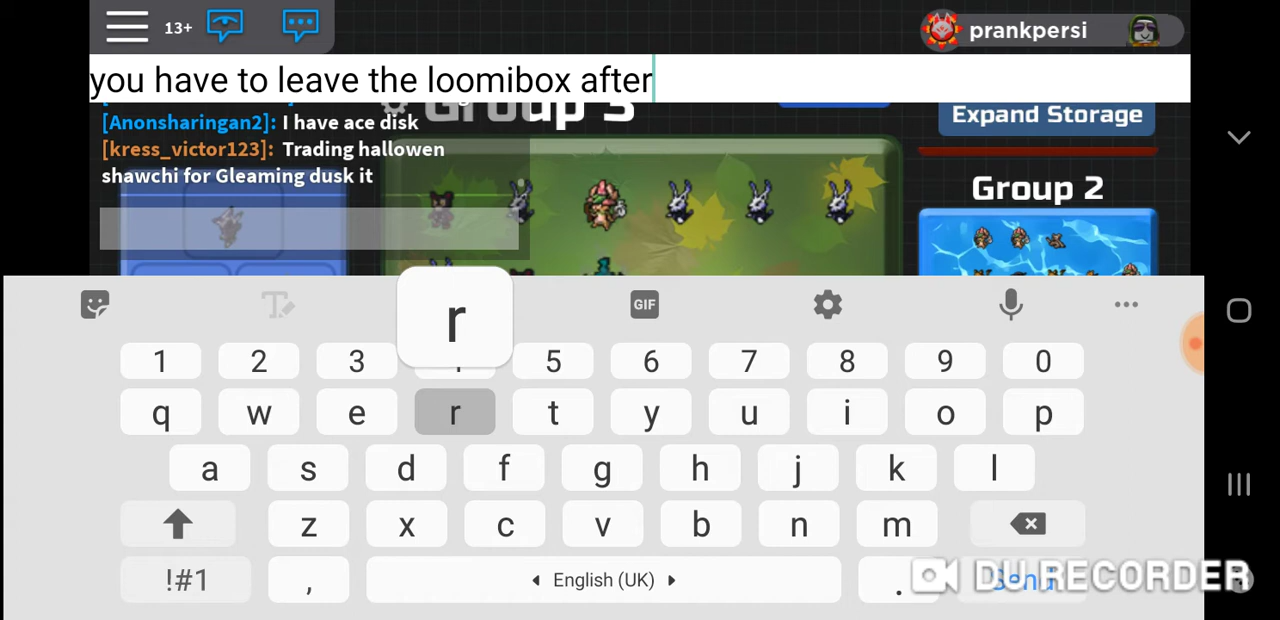 13+
prankpersi
you have to leave the loomibox after
Group 3
[Anonsharingan2]: I have ace disk
[kress_victor123]: Trading hallowen
shawchi for Gleaming dusk it
Expand Storage
Group 2
r
GIF
1 2 3 5 6 7 8 9 0
q w e r t y u i o p
a s d f g h j k l
z x c v b n m
!#1 , English (UK) . Send
DU RECORDER